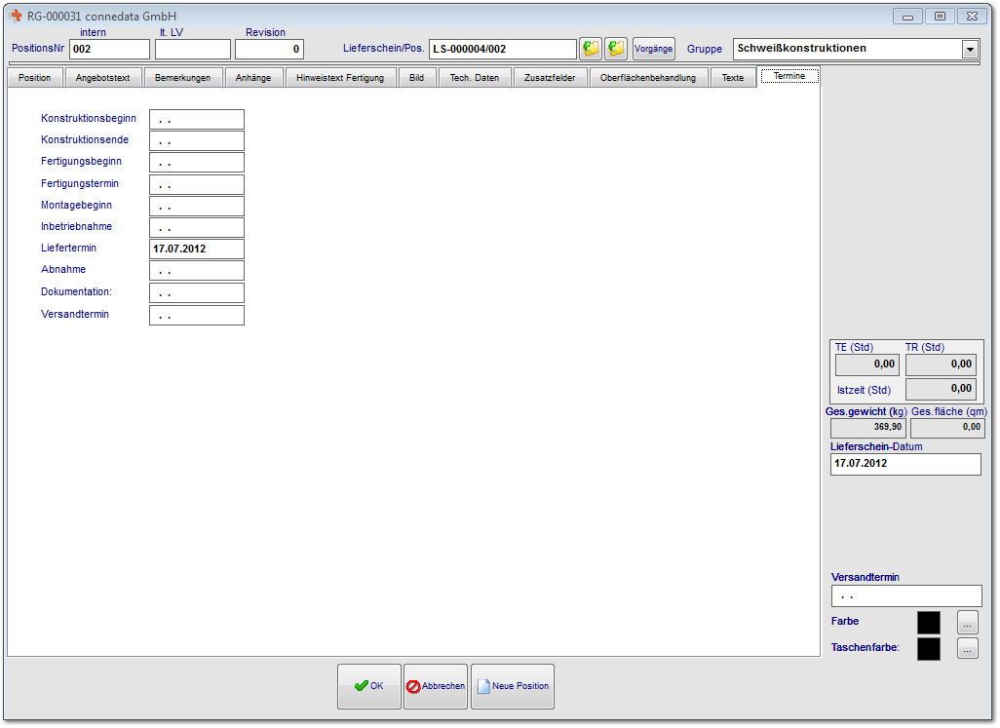 RG-000031 connedata GmbH
intern lt. LV Revision
PositionsNr 002 0 Lieferschein/Pos. LS-000004/002 Vorgänge Gruppe Schweißkonstruktionen
Position Angebotstext Bemerkungen Anhänge Hinweistext Fertigung Bild Tech. Daten Zusatzfelder Oberflächenbehandlung Texte Termine
Konstruktionsbeginn . .
Konstruktionsende . .
Fertigungsbeginn . .
Fertigungstermin . .
Montagebeginn . .
Inbetriebnahme . .
Liefertermin 17.07.2012
Abnahme . .
Dokumentation: . .
Versandtermin . .
TE (Std) TR (Std)
0,00 0,00
Istzeit (Std) 0,00
Ges.gewicht (kg) Ges.fläche (qm)
369,90 0,00
Lieferschein-Datum
17.07.2012
Versandtermin
. .
Farbe ...
Taschenfarbe: ...
OK Abbrechen Neue Position